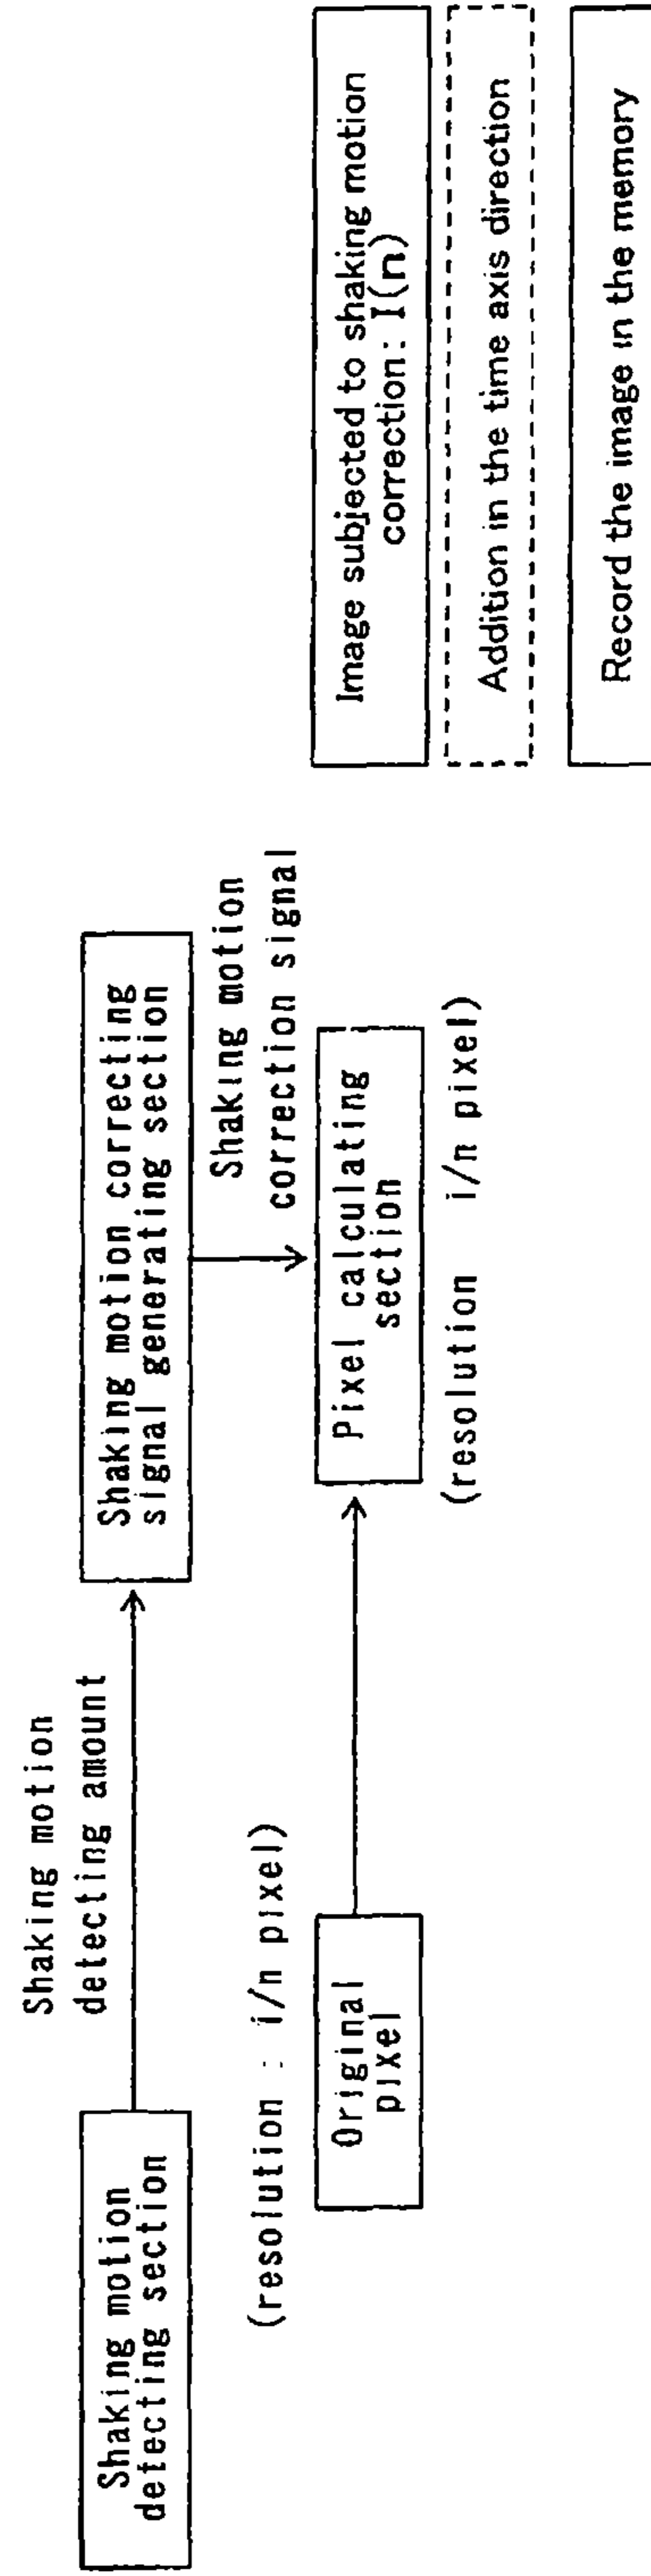 Shaking motion
detecting section
Shaking motion
detecting amount
Shaking motion correcting
signal generating section
Shaking motion
correction signal
(resolution : i/n pixel)
Original
pixel
Pixel calculating
section
(resolution i/n pixel)
Image subjected to shaking motion
correction: I(n)
Addition in the time axis direction
Record the image in the memory